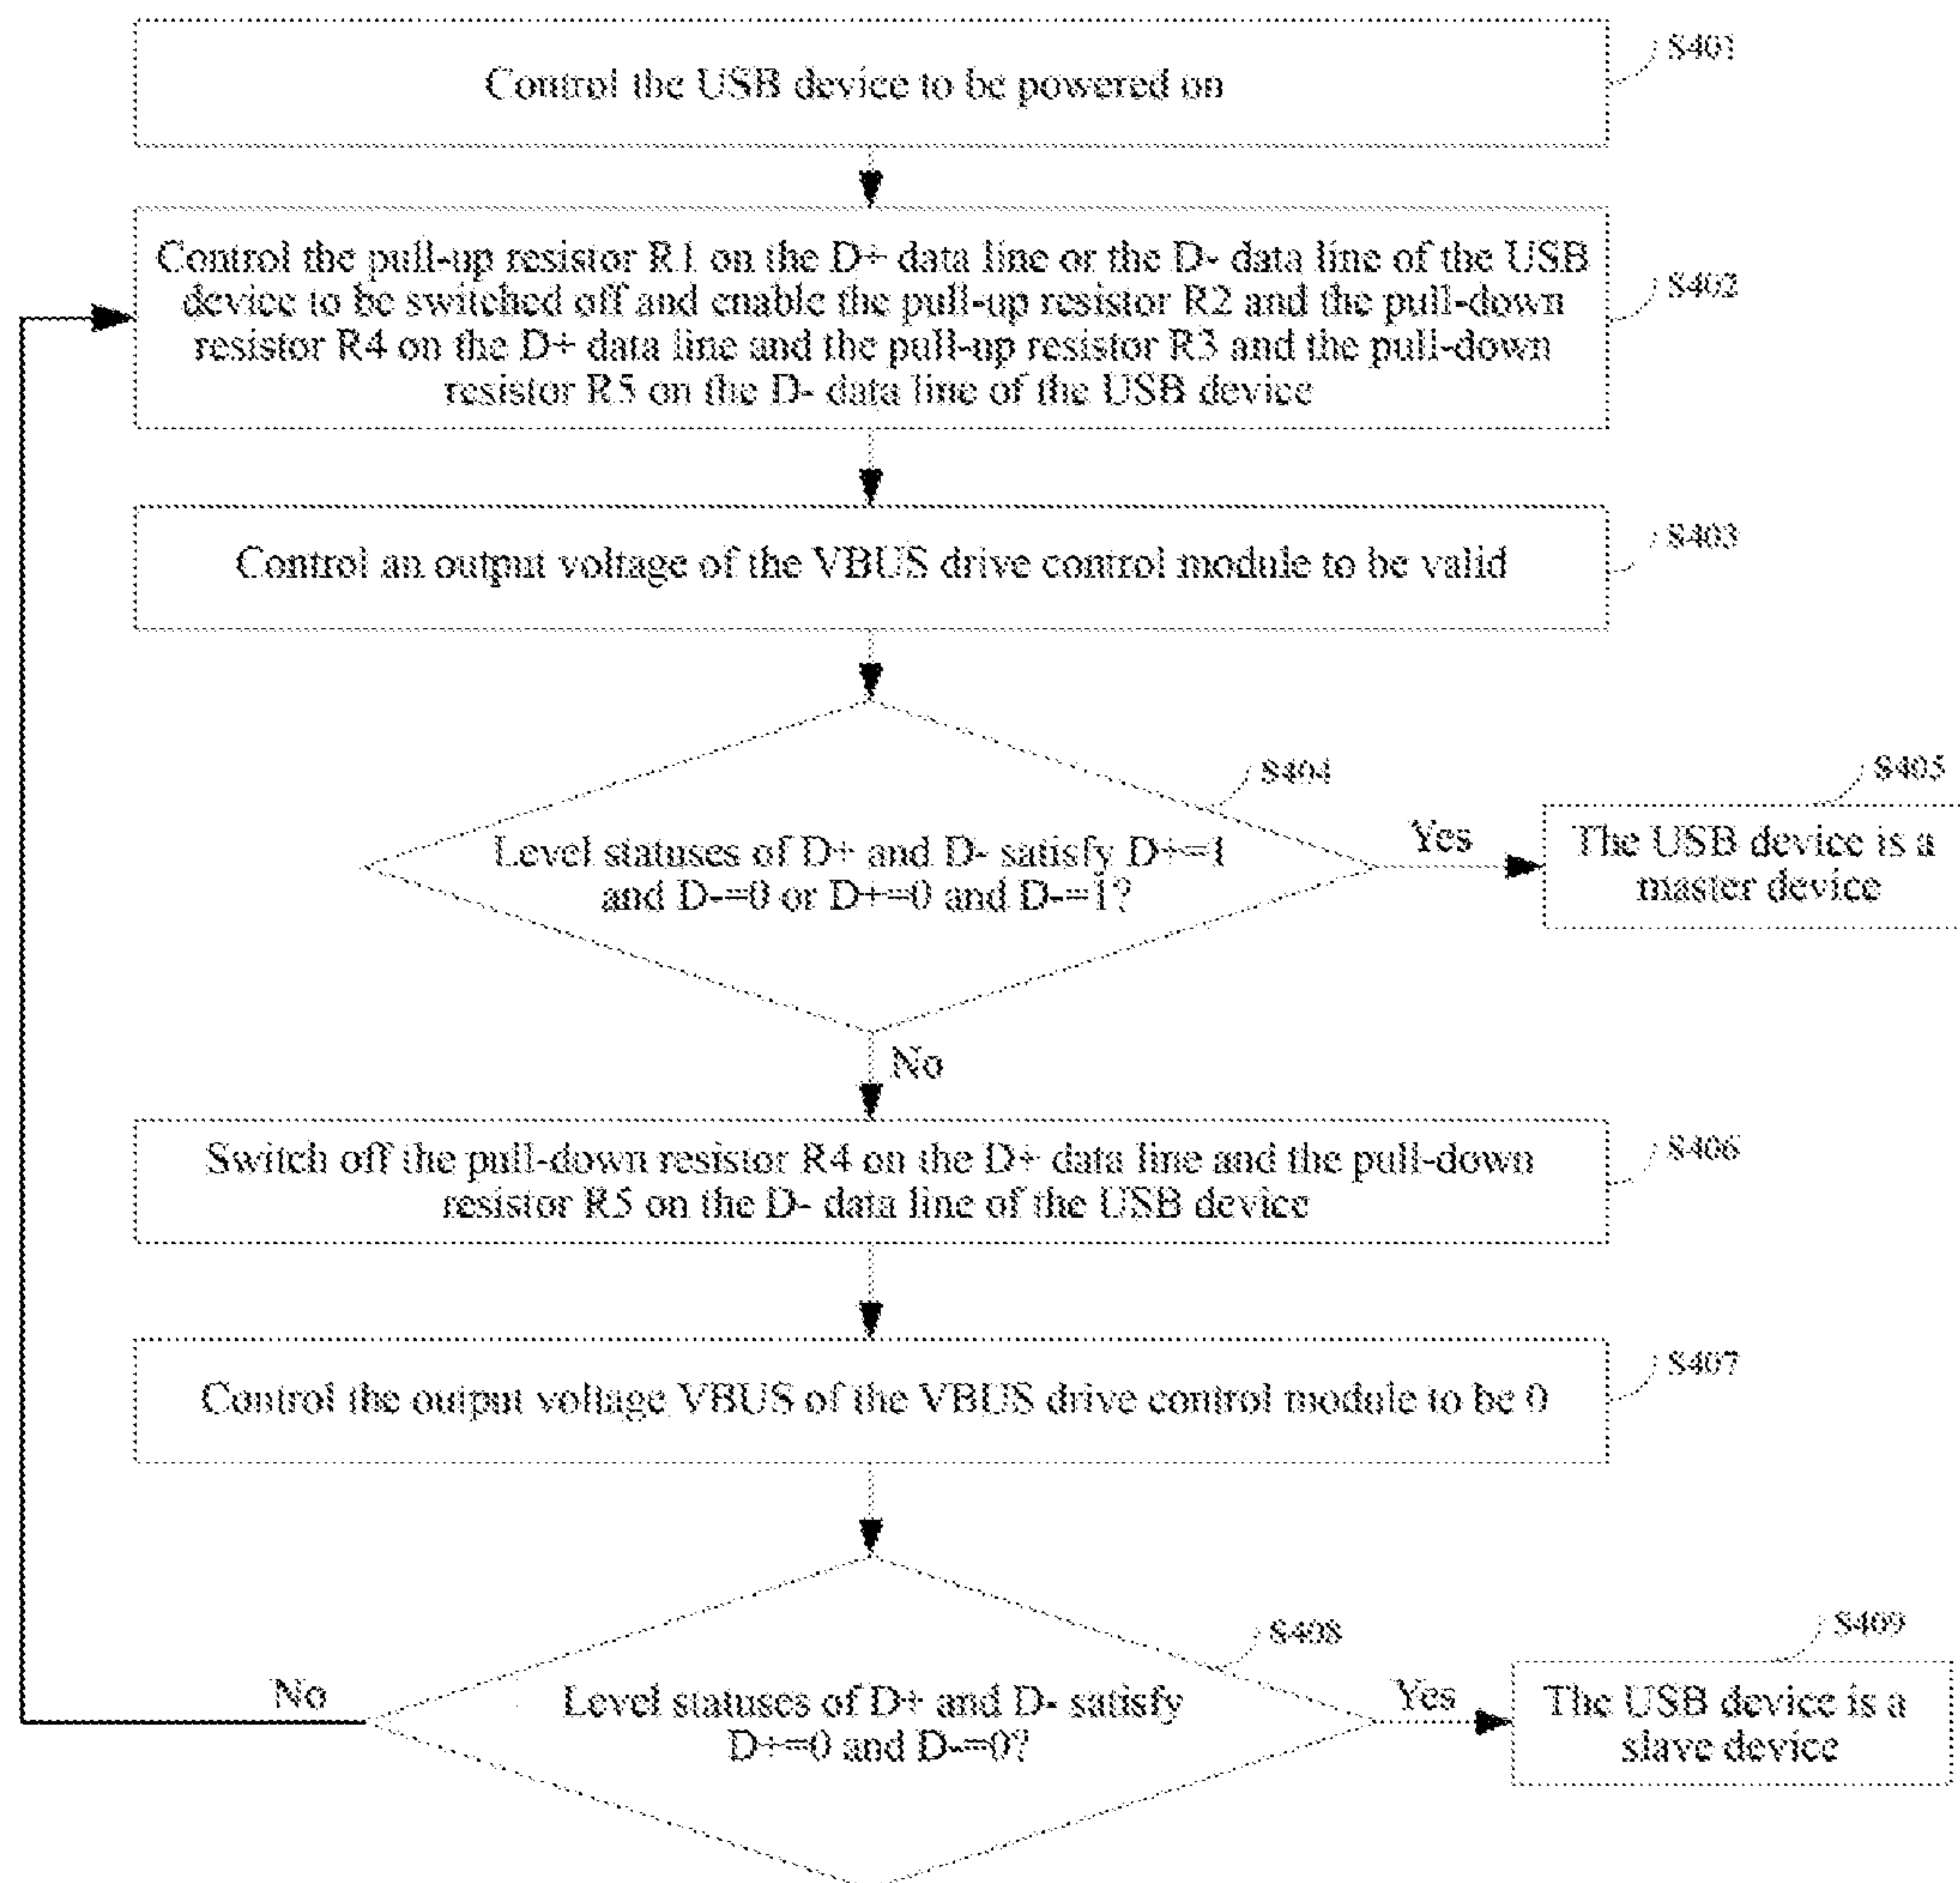 Control the USB device to be powered on
S401
Control the pull-up resistor R1 on the D+ data line or the D- data line of the USB
device to be switched off and enable the pull-up resistor R2 and the pull-down
resistor R4 on the D+ data line and the pull-up resistor R3 and the pull-down
resistor R5 on the D- data line of the USB device
S402
Control an output voltage of the VBUS drive control module to be valid
S403
S404
Level statuses of D+ and D- satisfy D+=1
and D-=0 or D+=0 and D-=1?
Yes
S405
The USB device is a
master device
No
Switch off the pull-down resistor R4 on the D+ data line and the pull-down
resistor R5 on the D- data line of the USB device
S406
Control the output voltage VBUS of the VBUS drive control module to be 0
S407
S408
Level statuses of D+ and D- satisfy
D+=0 and D-=0?
No
Yes
S409
The USB device is a
slave device